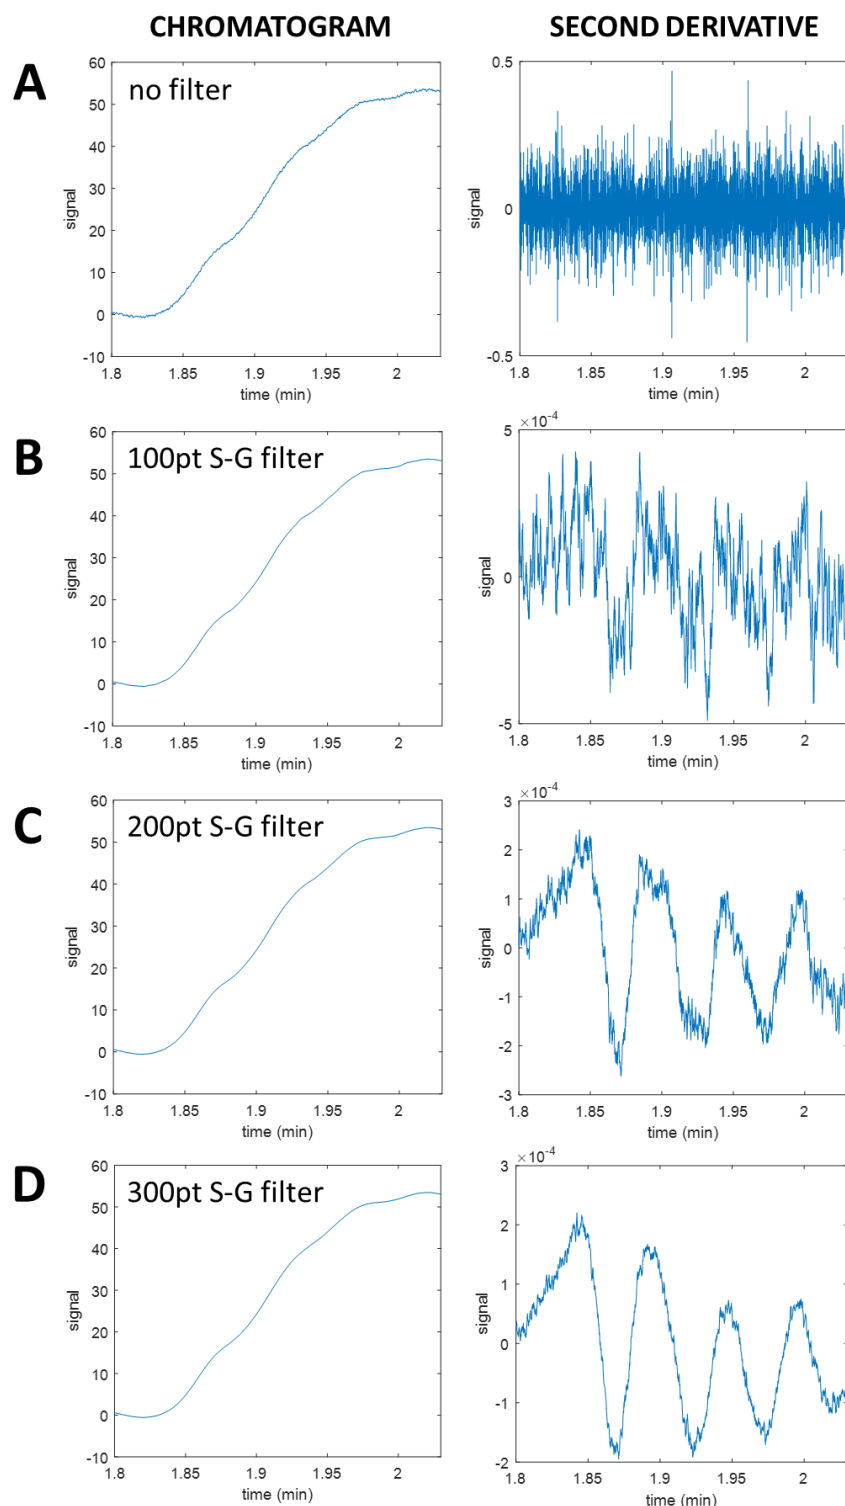 CHROMATOGRAM
SECOND DERIVATIVE
A
no filter
60
50
40
30
20
10
0
-10
signal
1.8 1.85 1.9 1.95 2
time (min)
0.5
0
-0.5
signal
1.8 1.85 1.9 1.95 2
time (min)
B
100pt S-G filter
60
50
40
30
20
10
0
-10
signal
1.8 1.85 1.9 1.95 2
time (min)
×10⁻⁴
5
0
-5
signal
1.8 1.85 1.9 1.95 2
time (min)
C
200pt S-G filter
60
50
40
30
20
10
0
-10
signal
1.8 1.85 1.9 1.95 2
time (min)
×10⁻⁴
3
2
1
0
-1
-2
-3
signal
1.8 1.85 1.9 1.95 2
time (min)
D
300pt S-G filter
60
50
40
30
20
10
0
-10
signal
1.8 1.85 1.9 1.95 2
time (min)
×10⁻⁴
3
2
1
0
-1
-2
signal
1.8 1.85 1.9 1.95 2
time (min)